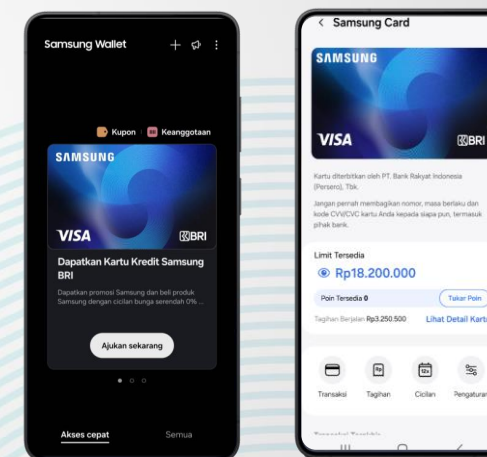 Samsung Wallet
Kupon
Keanggotaan
SAMSUNG
VISA
BRI
Dapatkan Kartu Kredit Samsung
BRI
Dapatkan promosi Samsung dan beli produk
Samsung dengan cicilan bunga serendah 0% ...
Ajukan sekarang
Akses cepat
Semua
Samsung Card
SAMSUNG
VISA
BRI
Kartu diterbitkan oleh PT. Bank Rakyat Indonesia
(Persero), Tbk.
Jangan pernah membagikan nomor, masa berlaku dan
kode CVV/CVC kartu Anda kepada siapa pun, termasuk
pihak bank.
Limit Tersedia
Rp18.200.000
Poin Tersedia 0
Tukar Poin
Tagihan Berjalan Rp3.250.500
Lihat Detail Kartu
Rp
12x
Transaksi
Tagihan
Cicilan
Pengaturan